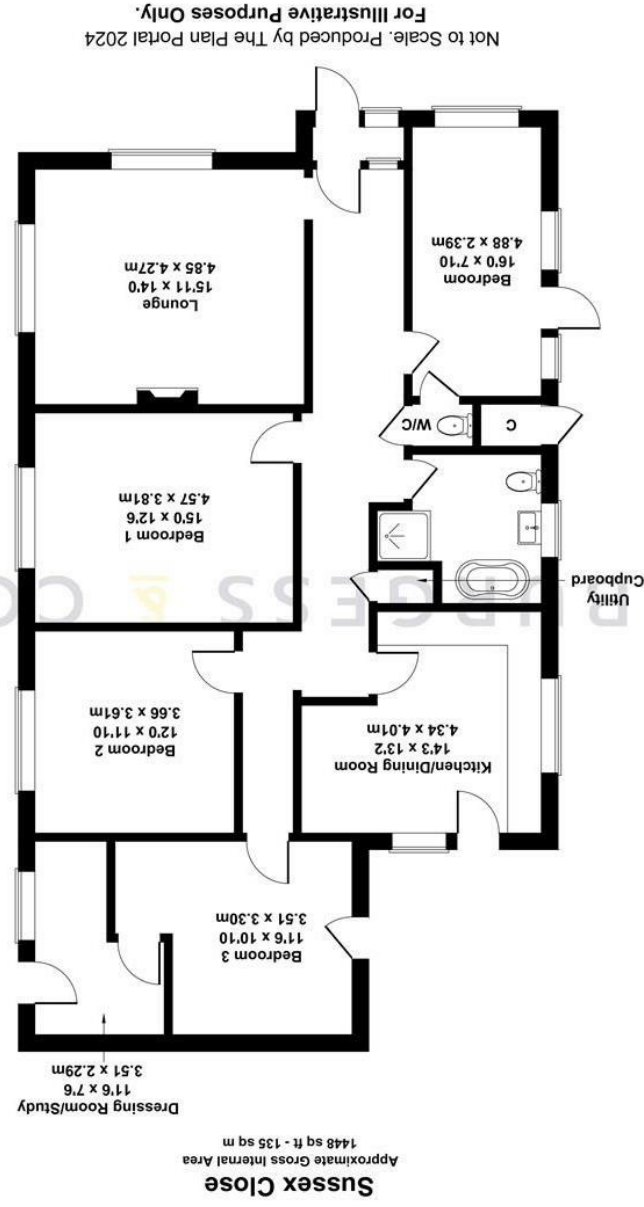 Sussex Close
Approximate Gross Internal Area
1448 sq ft - 135 sq m
Dressing Room/Study
11'6 x 7'6
3.51 x 2.29m
Bedroom 3
11'6 x 10'10
3.51 x 3.30m
Kitchen/Dining Room
14'3 x 13'2
4.34 x 4.01m
Bedroom 2
12'0 x 11'10
3.66 x 3.61m
Utility
Cupboard
BURGESS & CO
Bedroom 1
15'0 x 12'6
4.57 x 3.81m
C
W/C
Bedroom
16'0 x 7'10
4.88 x 2.39m
Lounge
15'11 x 14'0
4.85 x 4.27m
Not to Scale. Produced by The Plan Portal 2024
For Illustrative Purposes Only.